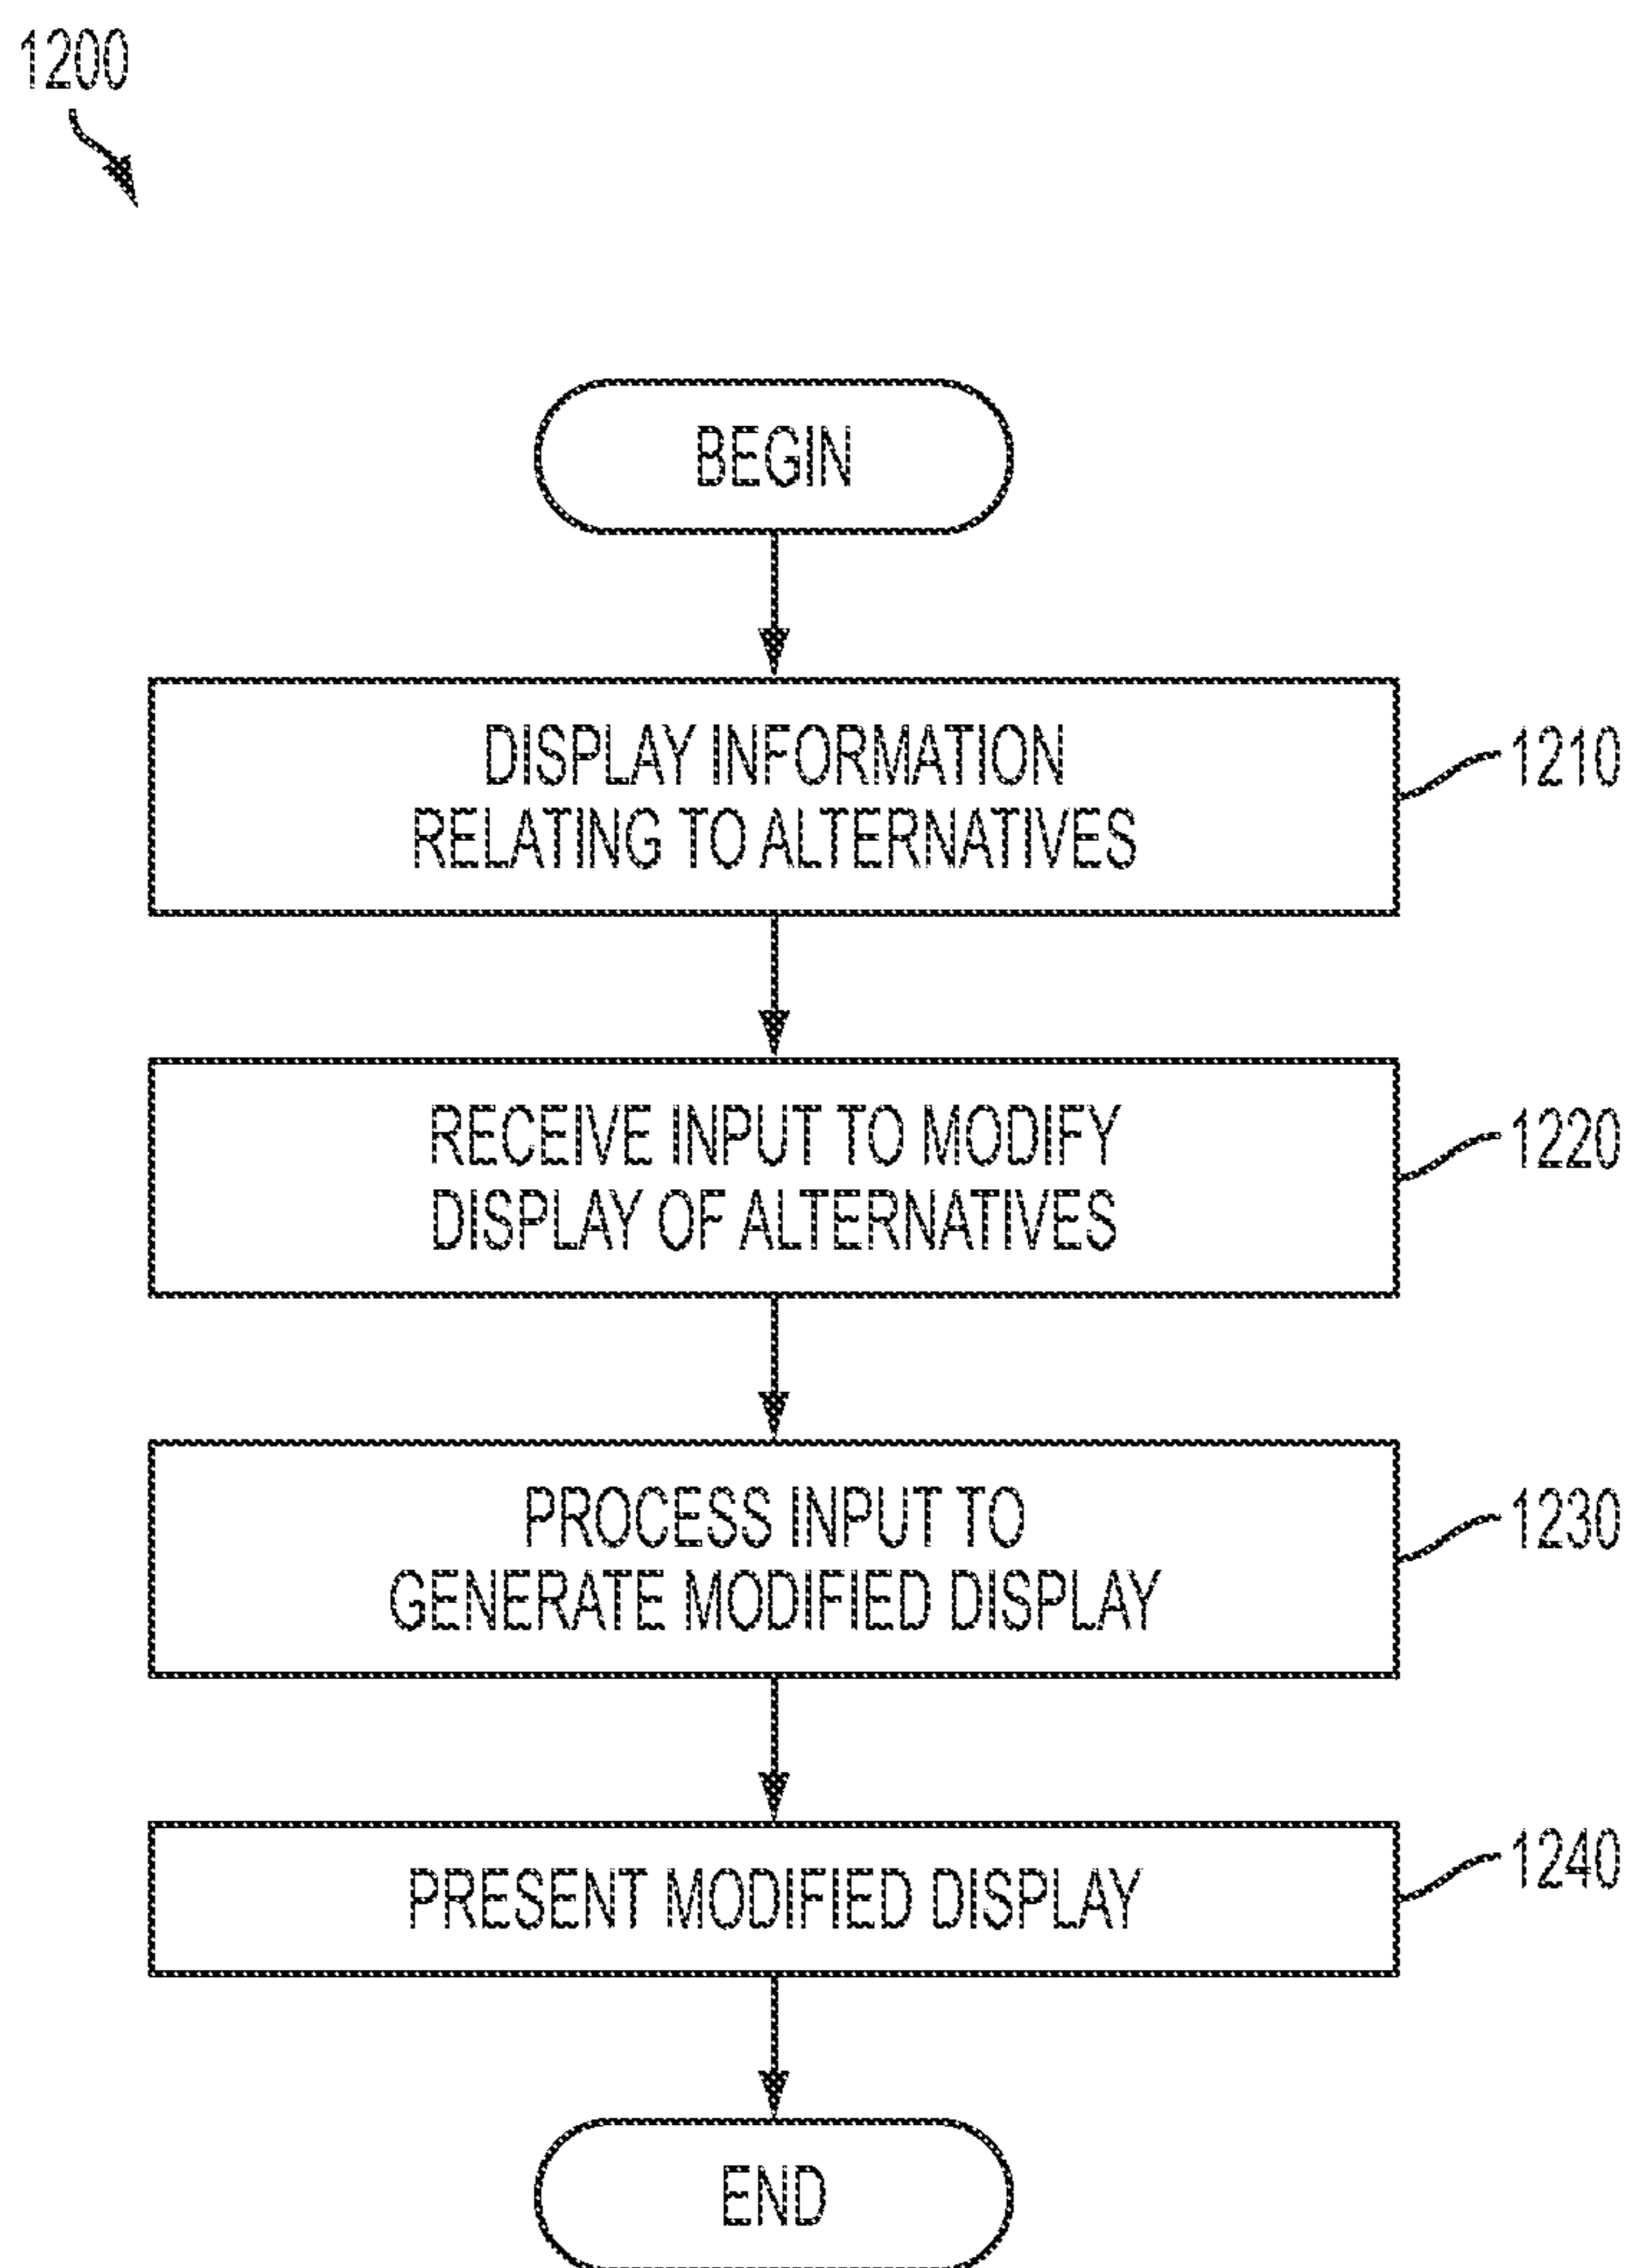 1200
BEGIN
DISPLAY INFORMATION
RELATING TO ALTERNATIVES
1210
RECEIVE INPUT TO MODIFY
DISPLAY OF ALTERNATIVES
1220
PROCESS INPUT TO
GENERATE MODIFIED DISPLAY
1230
PRESENT MODIFIED DISPLAY
1240
END